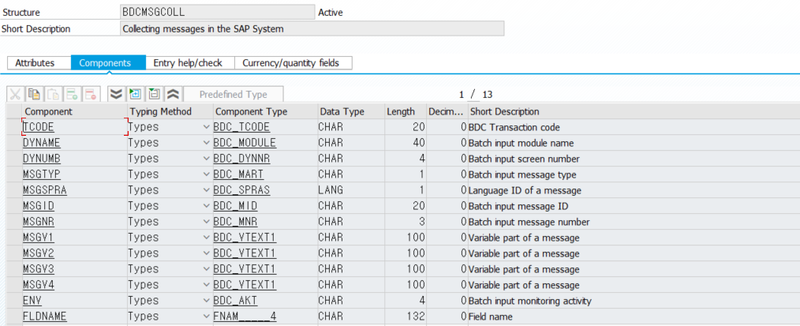 Structure BDCMSGCOLL Active
Short Description Collecting messages in the SAP System
Attributes Components Entry help/check Currency/quantity fields
Predefined Type 1 / 13
Component Typing Method Component Type Data Type Length Decim... Short Description
TCODE Types BDC_TCODE CHAR 20 0 BDC Transaction code
DYNAME Types BDC_MODULE CHAR 40 0 Batch input module name
DYNUMB Types BDC_DYNNR CHAR 4 0 Batch input screen number
MSGTYP Types BDC_MART CHAR 1 0 Batch input message type
MSGSPRA Types BDC_SPRAS LANG 1 0 Language ID of a message
MSGID Types BDC_MID CHAR 20 0 Batch input message ID
MSGNR Types BDC_MNR CHAR 3 0 Batch input message number
MSGV1 Types BDC_VTEXT1 CHAR 100 0 Variable part of a message
MSGV2 Types BDC_VTEXT1 CHAR 100 0 Variable part of a message
MSGV3 Types BDC_VTEXT1 CHAR 100 0 Variable part of a message
MSGV4 Types BDC_VTEXT1 CHAR 100 0 Variable part of a message
ENV Types BDC_AKT CHAR 4 0 Batch input monitoring activity
FLDNAME Types FNAM_____4 CHAR 132 0 Field name